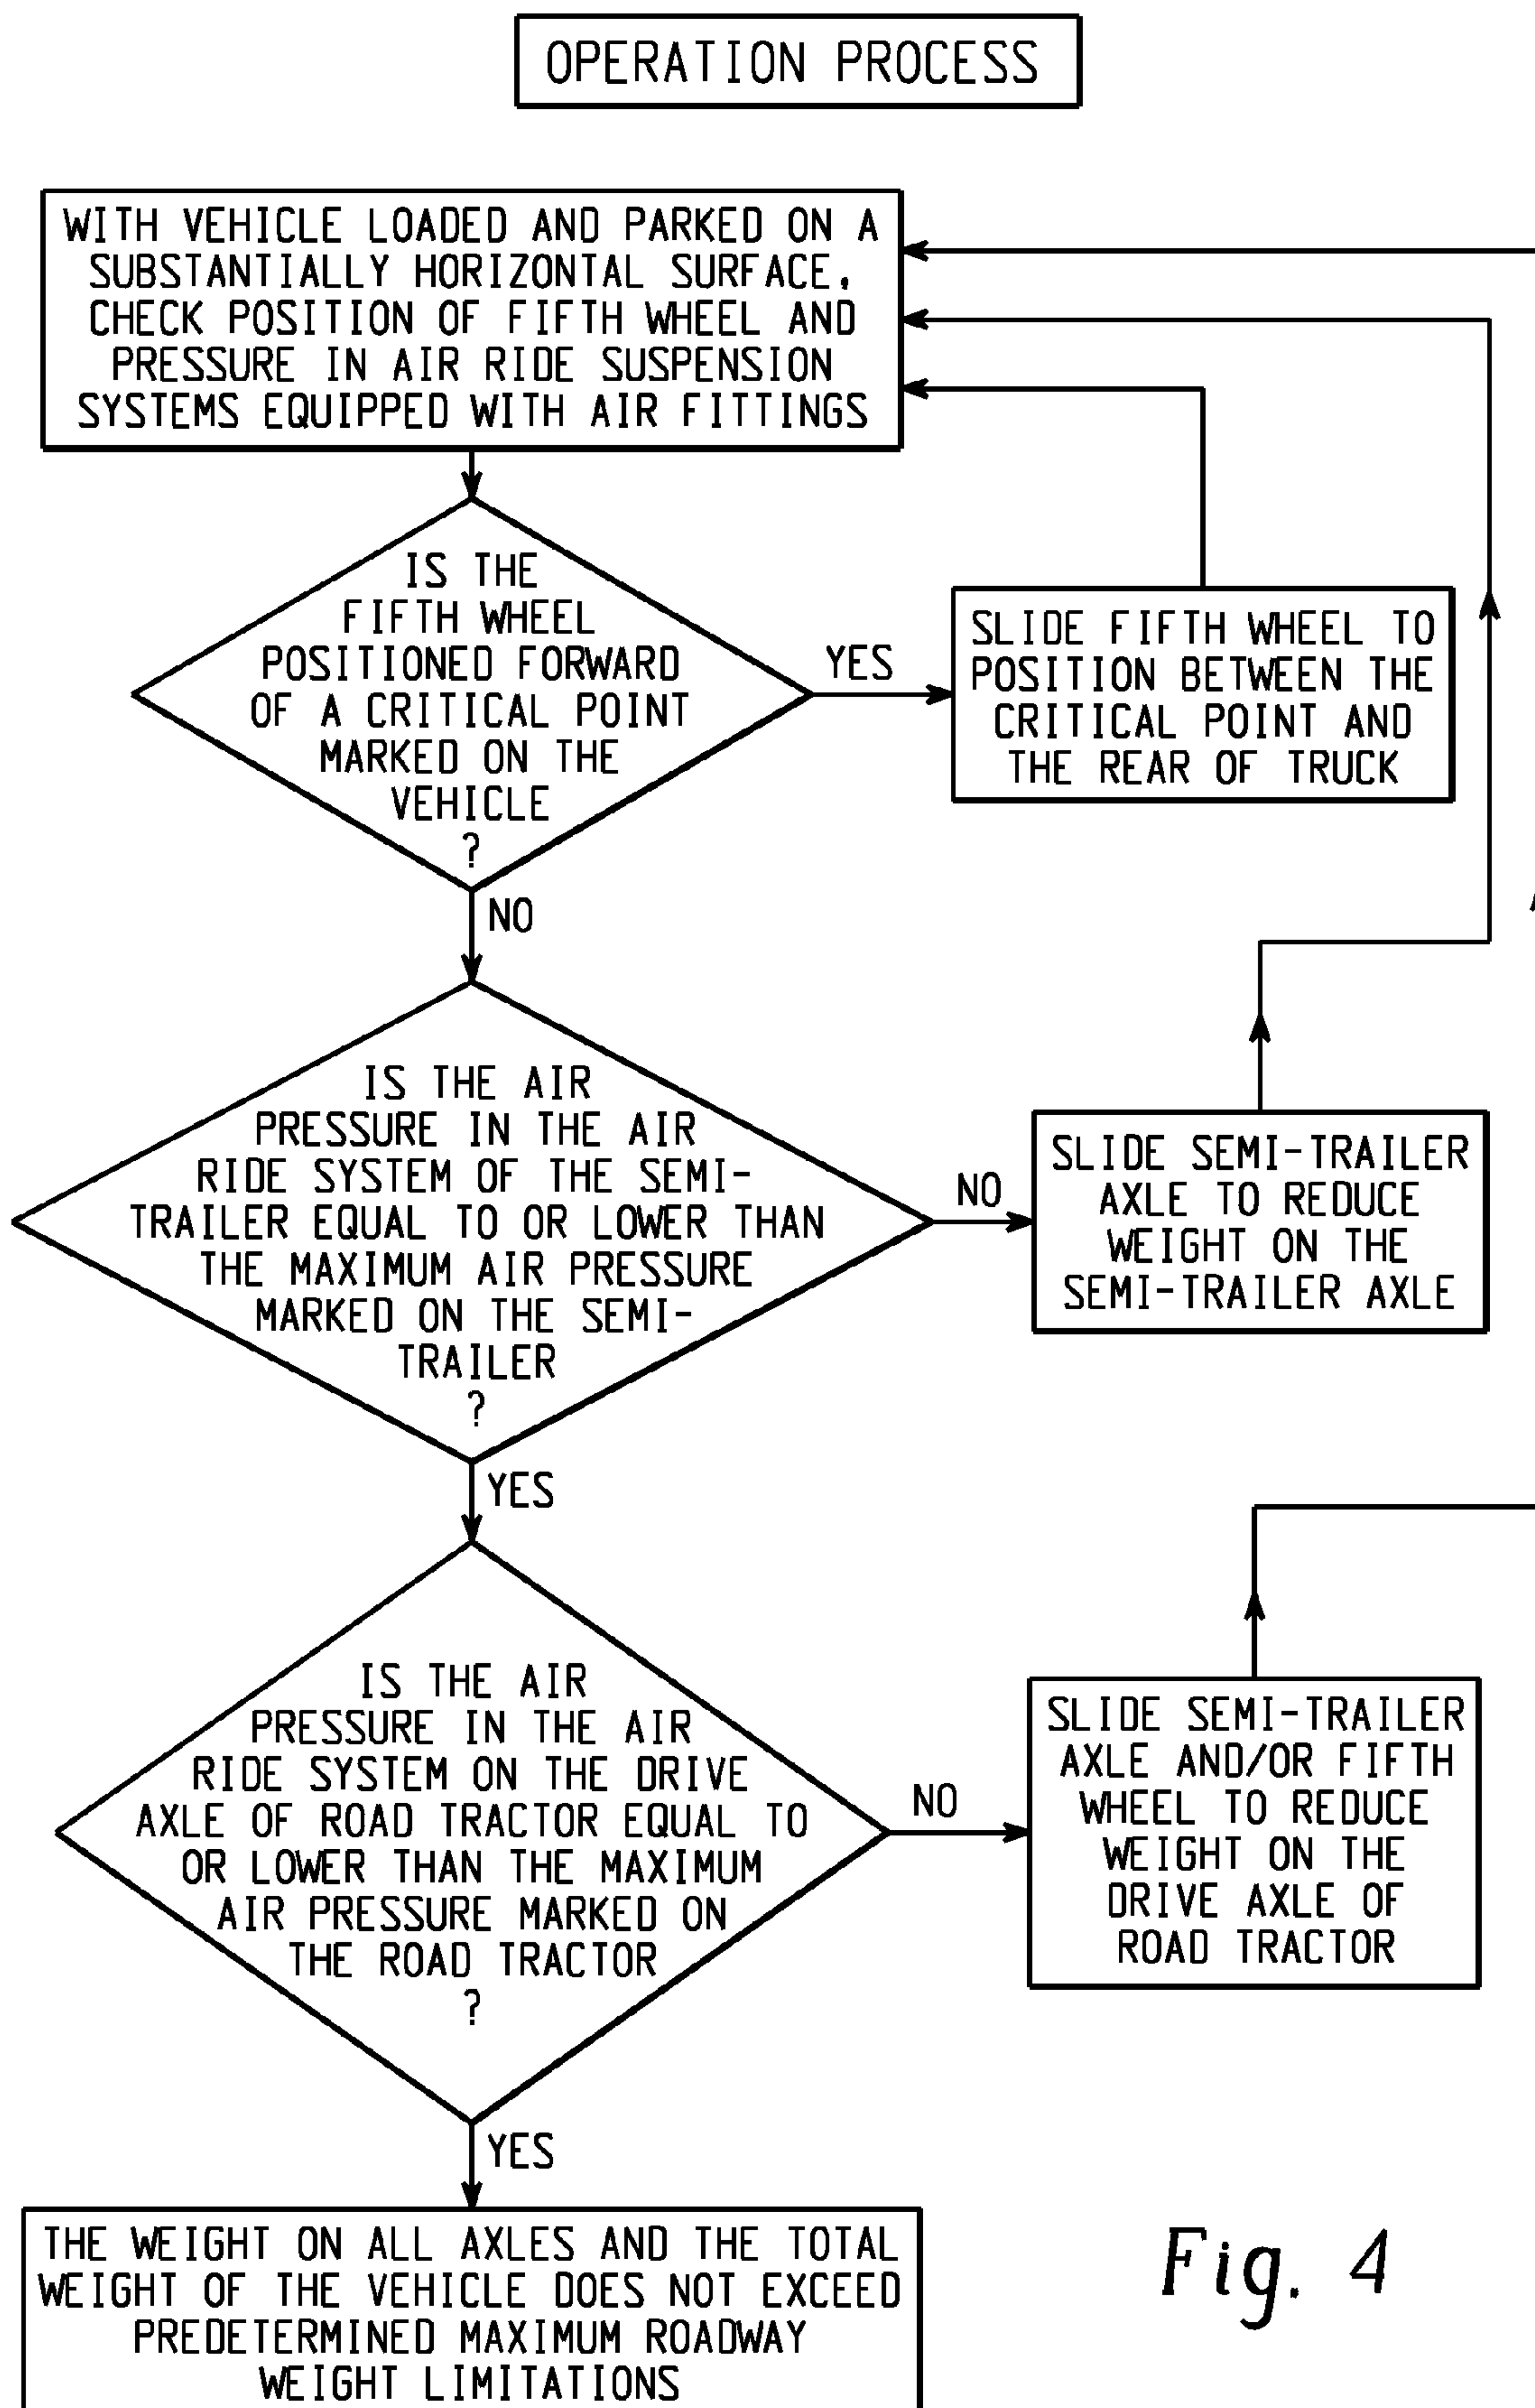 OPERATION PROCESS
WITH VEHICLE LOADED AND PARKED ON A
SUBSTANTIALLY HORIZONTAL SURFACE,
CHECK POSITION OF FIFTH WHEEL AND
PRESSURE IN AIR RIDE SUSPENSION
SYSTEMS EQUIPPED WITH AIR FITTINGS
IS THE
FIFTH WHEEL
POSITIONED FORWARD
OF A CRITICAL POINT
MARKED ON THE
VEHICLE
?
YES
SLIDE FIFTH WHEEL TO
POSITION BETWEEN THE
CRITICAL POINT AND
THE REAR OF TRUCK
NO
IS THE AIR
PRESSURE IN THE AIR
RIDE SYSTEM OF THE SEMI-
TRAILER EQUAL TO OR LOWER THAN
THE MAXIMUM AIR PRESSURE
MARKED ON THE SEMI-
TRAILER
?
NO
SLIDE SEMI-TRAILER
AXLE TO REDUCE
WEIGHT ON THE
SEMI-TRAILER AXLE
YES
IS THE AIR
PRESSURE IN THE AIR
RIDE SYSTEM ON THE DRIVE
AXLE OF ROAD TRACTOR EQUAL TO
OR LOWER THAN THE MAXIMUM
AIR PRESSURE MARKED ON
THE ROAD TRACTOR
?
NO
SLIDE SEMI-TRAILER
AXLE AND/OR FIFTH
WHEEL TO REDUCE
WEIGHT ON THE
DRIVE AXLE OF
ROAD TRACTOR
YES
THE WEIGHT ON ALL AXLES AND THE TOTAL
WEIGHT OF THE VEHICLE DOES NOT EXCEED
PREDETERMINED MAXIMUM ROADWAY
WEIGHT LIMITATIONS
Fig. 4